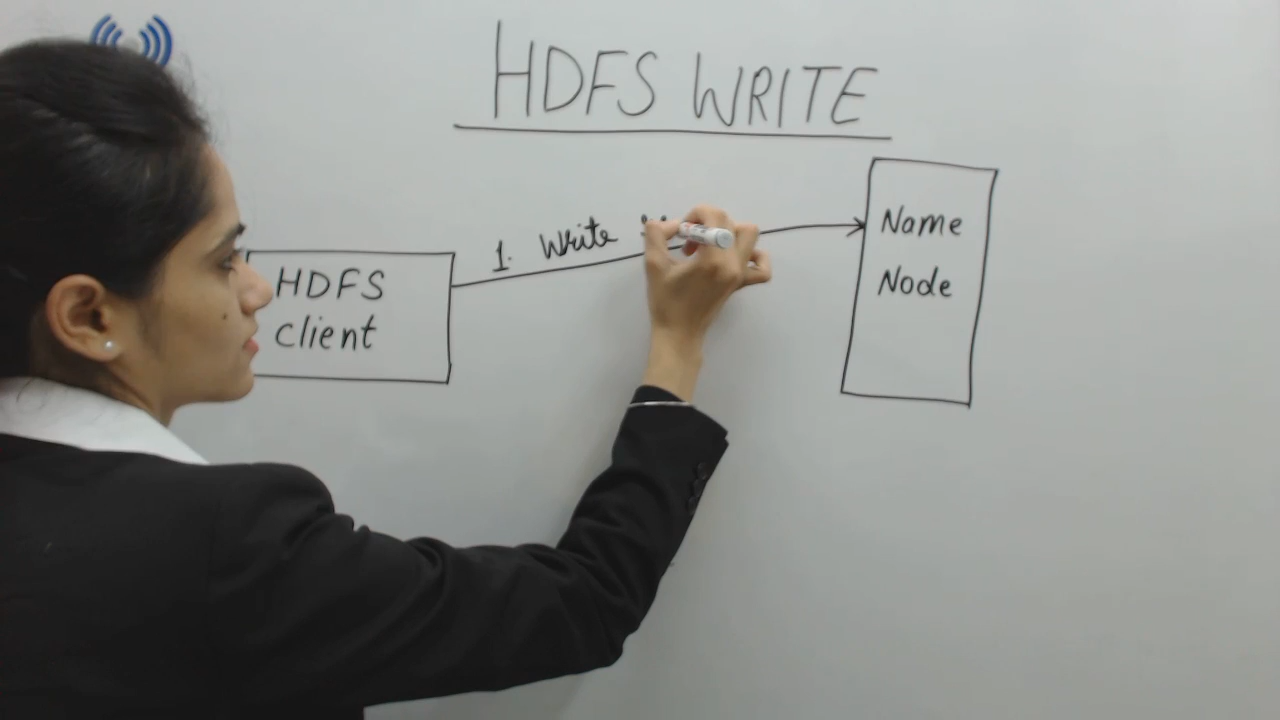 HDFS WRITE
1. Write
HDFS
client
Name
Node